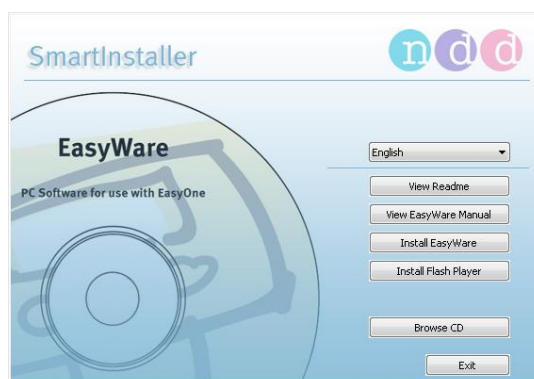 SmartInstaller
ndd
EasyWare
PC Software for use with EasyOne
English
View Readme
View EasyWare Manual
Install EasyWare
Install Flash Player
Browse CD
Exit